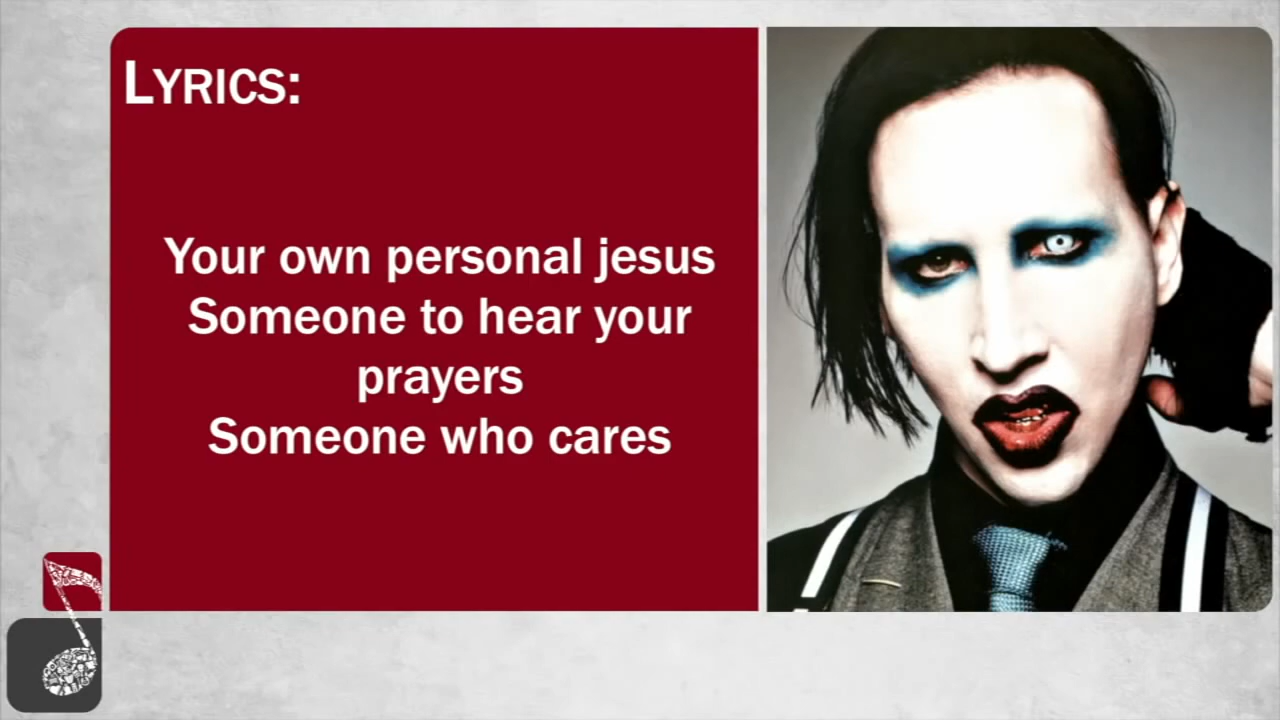 LYRICS:
Your own personal jesus
Someone to hear your
prayers
Someone who cares